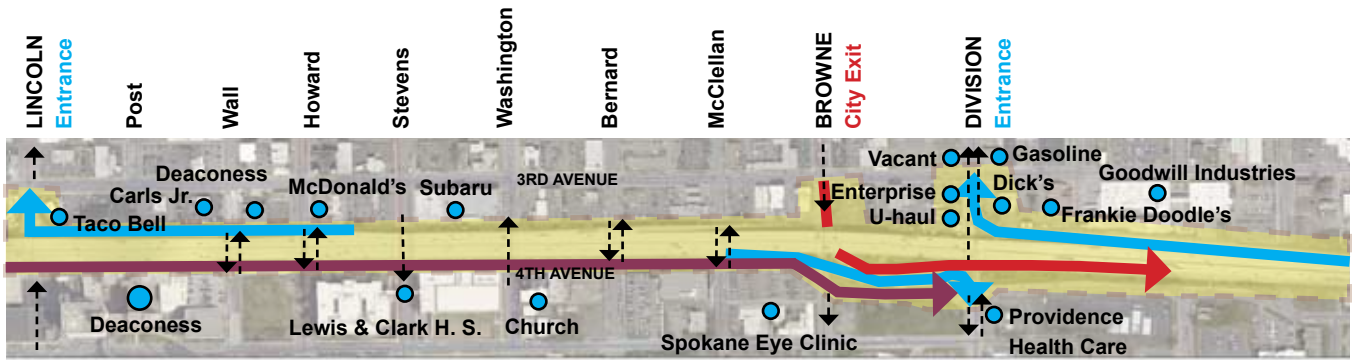 LINCOLN
Entrance
Post
Wall
Howard
Stevens
Washington
Bernard
McClellan
BROWNE
City Exit
DIVISION
Entrance
Vacant
Gasoline
Deaconess
Carls Jr.
McDonald's
Subaru
3RD AVENUE
Enterprise
Dick's
Goodwill Industries
Taco Bell
U-haul
Frankie Doodle's
4TH AVENUE
Deaconess
Lewis & Clark H. S.
Church
Spokane Eye Clinic
Providence
Health Care